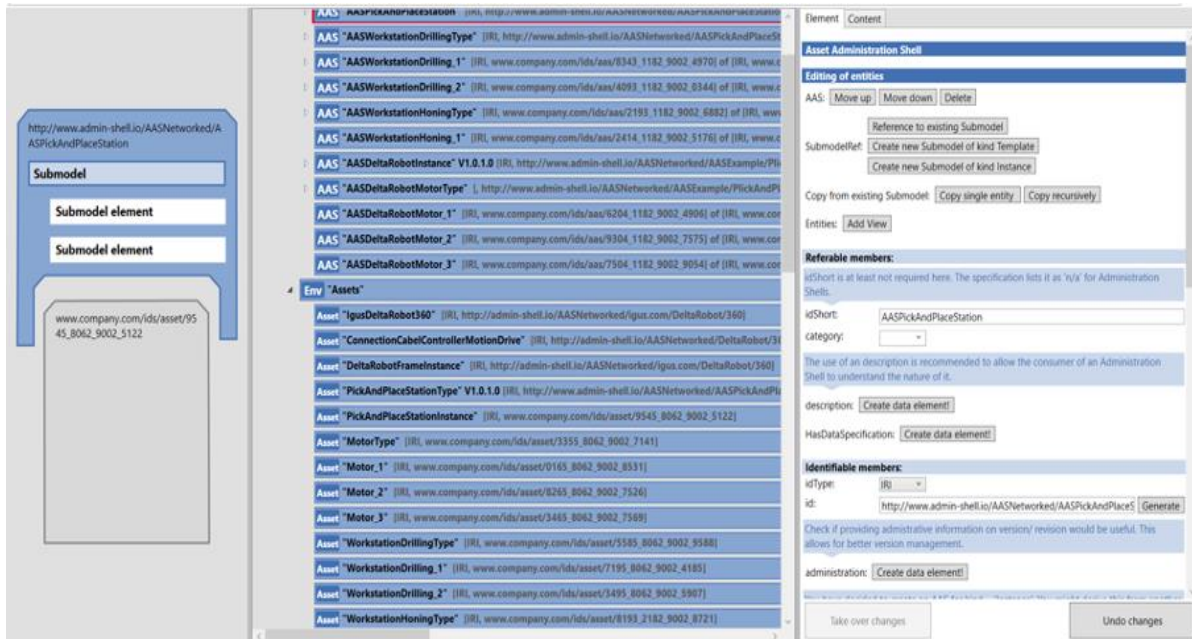 http://www.admin-shell.io/AASNetworked/A
ASPickAndPlaceStation
Submodel
Submodel element
Submodel element
www.company.com/ids/asset/95
45_8062_9002_5122
AAS "AASPickAndPlaceStation" [IRI, http://www.admin-shell.io/AASNetworked/AASPickAndPlaceStatio
AAS "AASWorkstationDrillingType" [IRI, http://www.admin-shell.io/AASNetworked/AASPickAndPlaceSt
AAS "AASWorkstationDrilling_1" [IRI, www.company.com/ids/aas/8343_1182_9002_4970] of [IRI, www.c
AAS "AASWorkstationDrilling_2" [IRI, www.company.com/ids/aas/4093_1182_9002_0344] of [IRI, www.c
AAS "AASWorkstationHoningType" [IRI, www.company.com/ids/aas/2193_1182_9002_6882] of [IRI, www
AAS "AASWorkstationHoning_1" [IRI, www.company.com/ids/aas/2414_1182_9002_5176] of [IRI, www.c
AAS "AASDeltaRobotInstance" V1.0.1.0 [IRI, http://www.admin-shell.io/AASNetworked/AASExample/Pli
AAS "AASDeltaRobotMotorType" [, http://www.admin-shell.io/AASNetworked/AASExample/PlickAndPl
AAS "AASDeltaRobotMotor_1" [IRI, www.company.com/ids/aas/6204_1182_9002_4906] of [IRI, www.con
AAS "AASDeltaRobotMotor_2" [IRI, www.company.com/ids/aas/9304_1182_9002_7575] of [IRI, www.cor
AAS "AASDeltaRobotMotor_3" [IRI, www.company.com/ids/aas/7504_1182_9002_9054] of [IRI, www.con
Env "Assets"
Asset "IgusDeltaRobot360" [IRI, http://admin-shell.io/AASNetworked/igus.com/DeltaRobot/360]
Asset "ConnectionCabelControllerMotionDrive" [IRI, http://admin-shell.io/AASNetworked/DeltaRobot/36
Asset "DeltaRobotFrameInstance" [IRI, http://admin-shell.io/AASNetworked/igus.com/DeltaRobot/360]
Asset "PickAndPlaceStationType" V1.0.1.0 [IRI, http://www.admin-shell.io/AASNetworked/AASPickAndPla
Asset "PickAndPlaceStationInstance" [IRI, www.company.com/ids/asset/9545_8062_9002_5122]
Asset "MotorType" [IRI, www.company.com/ids/asset/3355_8062_9002_7141]
Asset "Motor_1" [IRI, www.company.com/ids/asset/0165_8062_9002_8531]
Asset "Motor_2" [IRI, www.company.com/ids/asset/8265_8062_9002_7526]
Asset "Motor_3" [IRI, www.company.com/ids/asset/3465_8062_9002_7569]
Asset "WorkstationDrillingType" [IRI, www.company.com/ids/asset/5585_8062_9002_9588]
Asset "WorkstationDrilling_1" [IRI, www.company.com/ids/asset/7195_8062_9002_4185]
Asset "WorkstationDrilling_2" [IRI, www.company.com/ids/asset/3495_8062_9002_5907]
Asset "WorkstationHoningType" [IRI, www.company.com/ids/asset/8193_2182_9002_8721]
Element Content
Asset Administration Shell
Editing of entities
AAS: Move up Move down Delete
Reference to existing Submodel
SubmodelRef: Create new Submodel of kind Template
Create new Submodel of kind Instance
Copy from existing Submodel: Copy single entity Copy recursively
Entities: Add View
Referable members:
idShort is at least not required here. The specification lists it as 'n/a' for Administration
Shells.
idShort: AASPickAndPlaceStation
category:
The use of an description is recommended to allow the consumer of an Administration
Shell to understand the nature of it.
description: Create data element!
HasDataSpecification: Create data element!
Identifiable members:
idType: IRI
id: http://www.admin-shell.io/AASNetworked/AASPickAndPlaceS Generate
Check if providing admistrative information on version/ revision would be useful. This
allows for better version management.
administration: Create data element!
Take over changes Undo changes